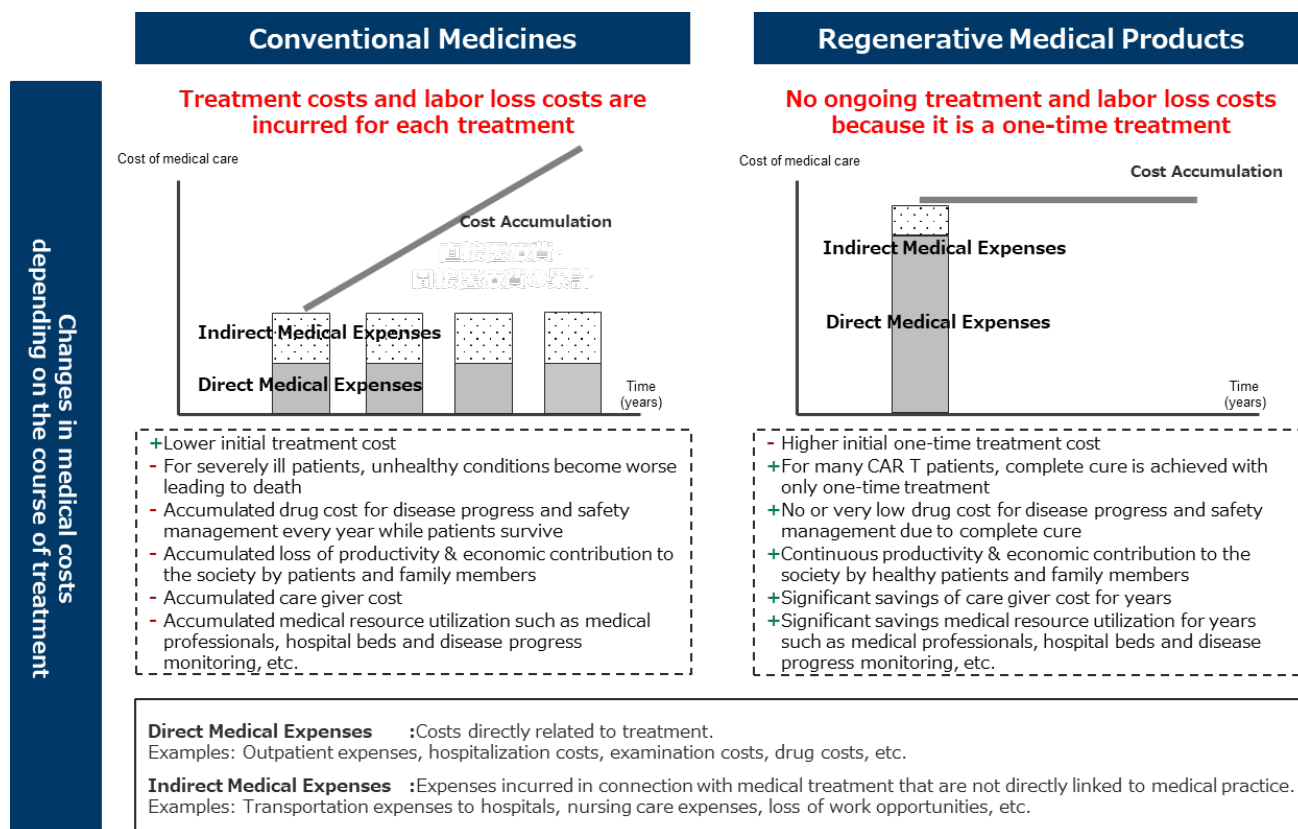 Conventional Medicines
Regenerative Medical Products
Changes in medical costs
depending on the course of treatment
Treatment costs and labor loss costs are
incurred for each treatment
Cost of medical care
Cost Accumulation
直接医療費・
間接医療費の累計
Indirect Medical Expenses
Direct Medical Expenses
Time
(years)
+Lower initial treatment cost
- For severely ill patients, unhealthy conditions become worse
leading to death
- Accumulated drug cost for disease progress and safety
management every year while patients survive
- Accumulated loss of productivity & economic contribution to
the society by patients and family members
- Accumulated care giver cost
- Accumulated medical resource utilization such as medical
professionals, hospital beds and disease progress
monitoring, etc.
No ongoing treatment and labor loss costs
because it is a one-time treatment
Cost of medical care
Cost Accumulation
Indirect Medical Expenses
Direct Medical Expenses
Time
(years)
- Higher initial one-time treatment cost
+For many CAR T patients, complete cure is achieved with
only one-time treatment
+No or very low drug cost for disease progress and safety
management due to complete cure
+Continuous productivity & economic contribution to the
society by healthy patients and family members
+Significant savings of care giver cost for years
+Significant savings medical resource utilization for years
such as medical professionals, hospital beds and disease
progress monitoring, etc.
Direct Medical Expenses :Costs directly related to treatment.
Examples: Outpatient expenses, hospitalization costs, examination costs, drug costs, etc.
Indirect Medical Expenses :Expenses incurred in connection with medical treatment that are not directly linked to medical practice.
Examples: Transportation expenses to hospitals, nursing care expenses, loss of work opportunities, etc.